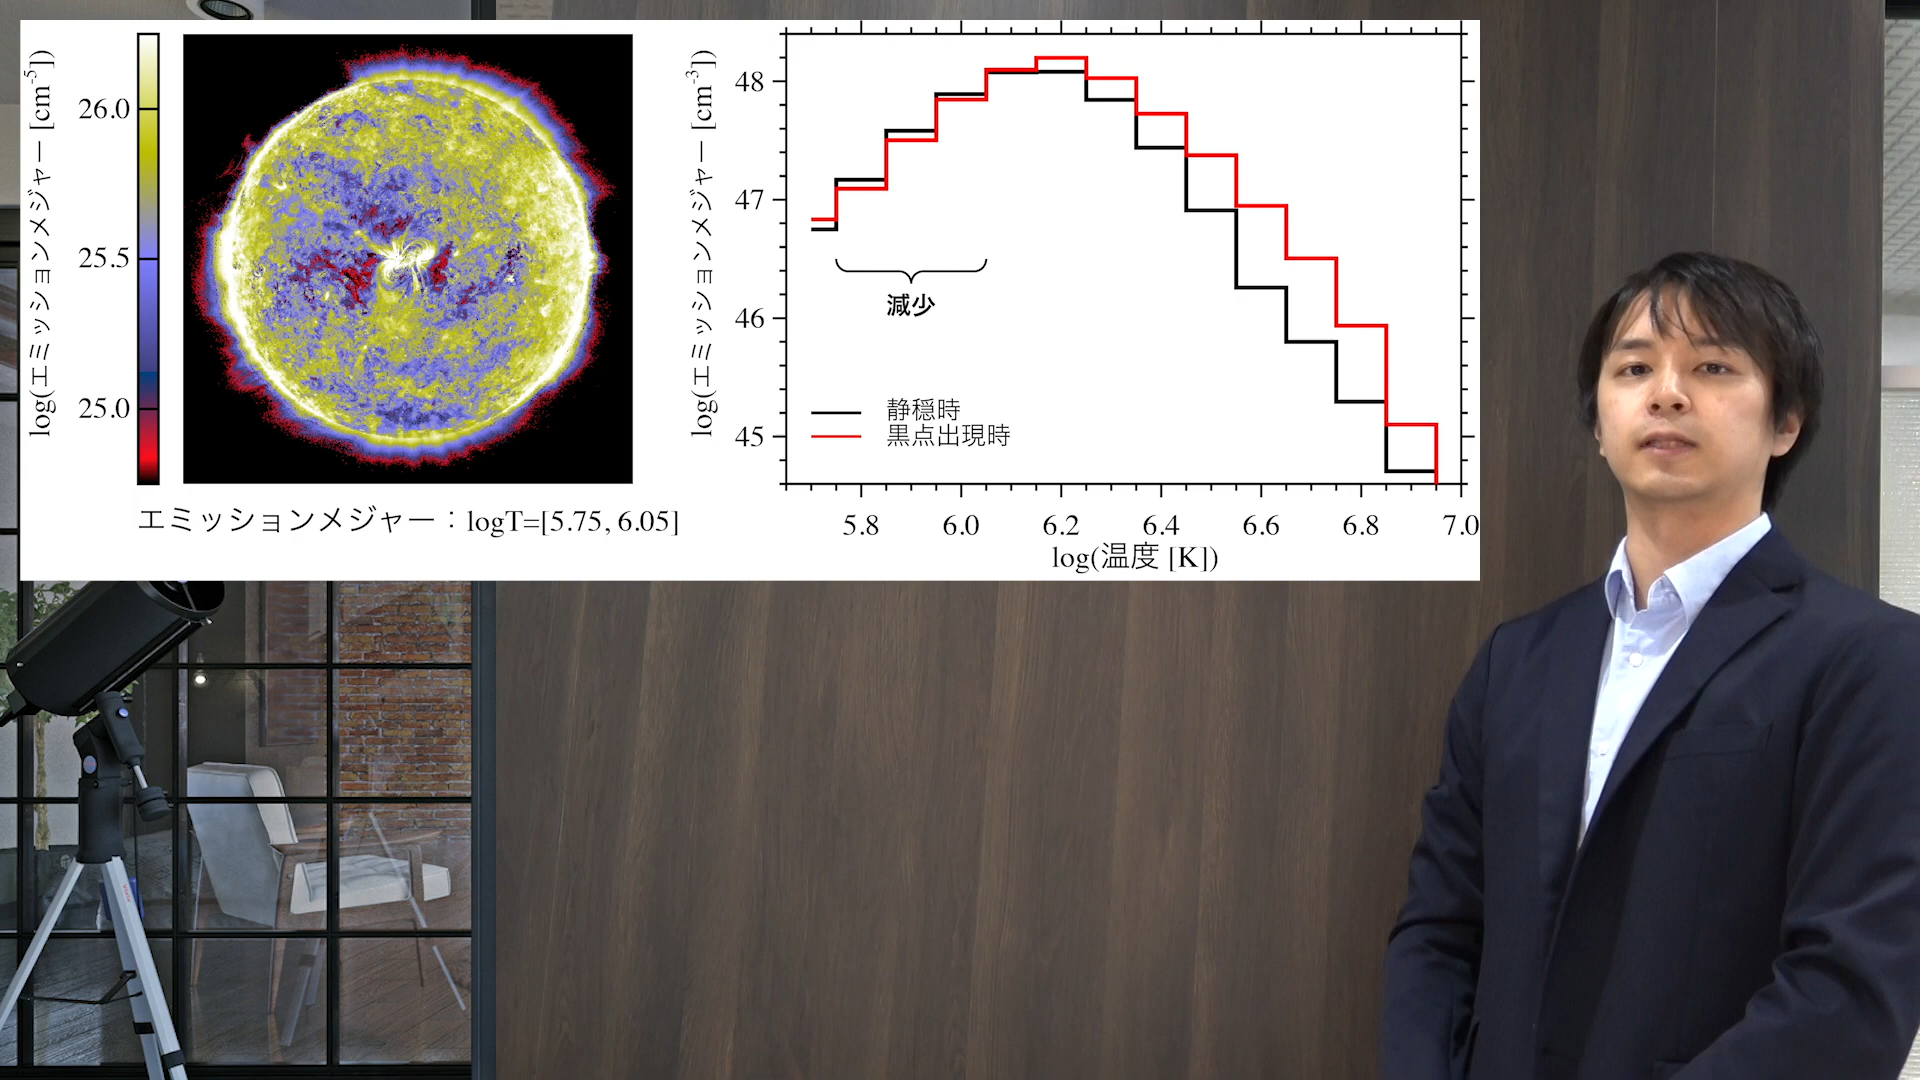 log(エミッションメジャー [cm-5])
26.0
25.5
25.0
エミッションメジャー：logT=[5.75, 6.05]
log(エミッションメジャー [cm-3])
48
47
46
45
減少
静穏時
黒点出現時
5.8 6.0 6.2 6.4 6.6 6.8 7.0
log(温度 [K])